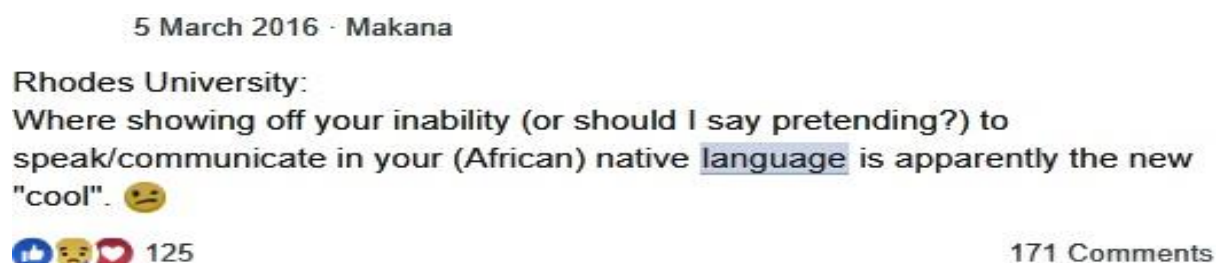 5 March 2016 · Makana
Rhodes University:
Where showing off your inability (or should I say pretending?) to
speak/communicate in your (African) native language is apparently the new
"cool". 😕
125 171 Comments